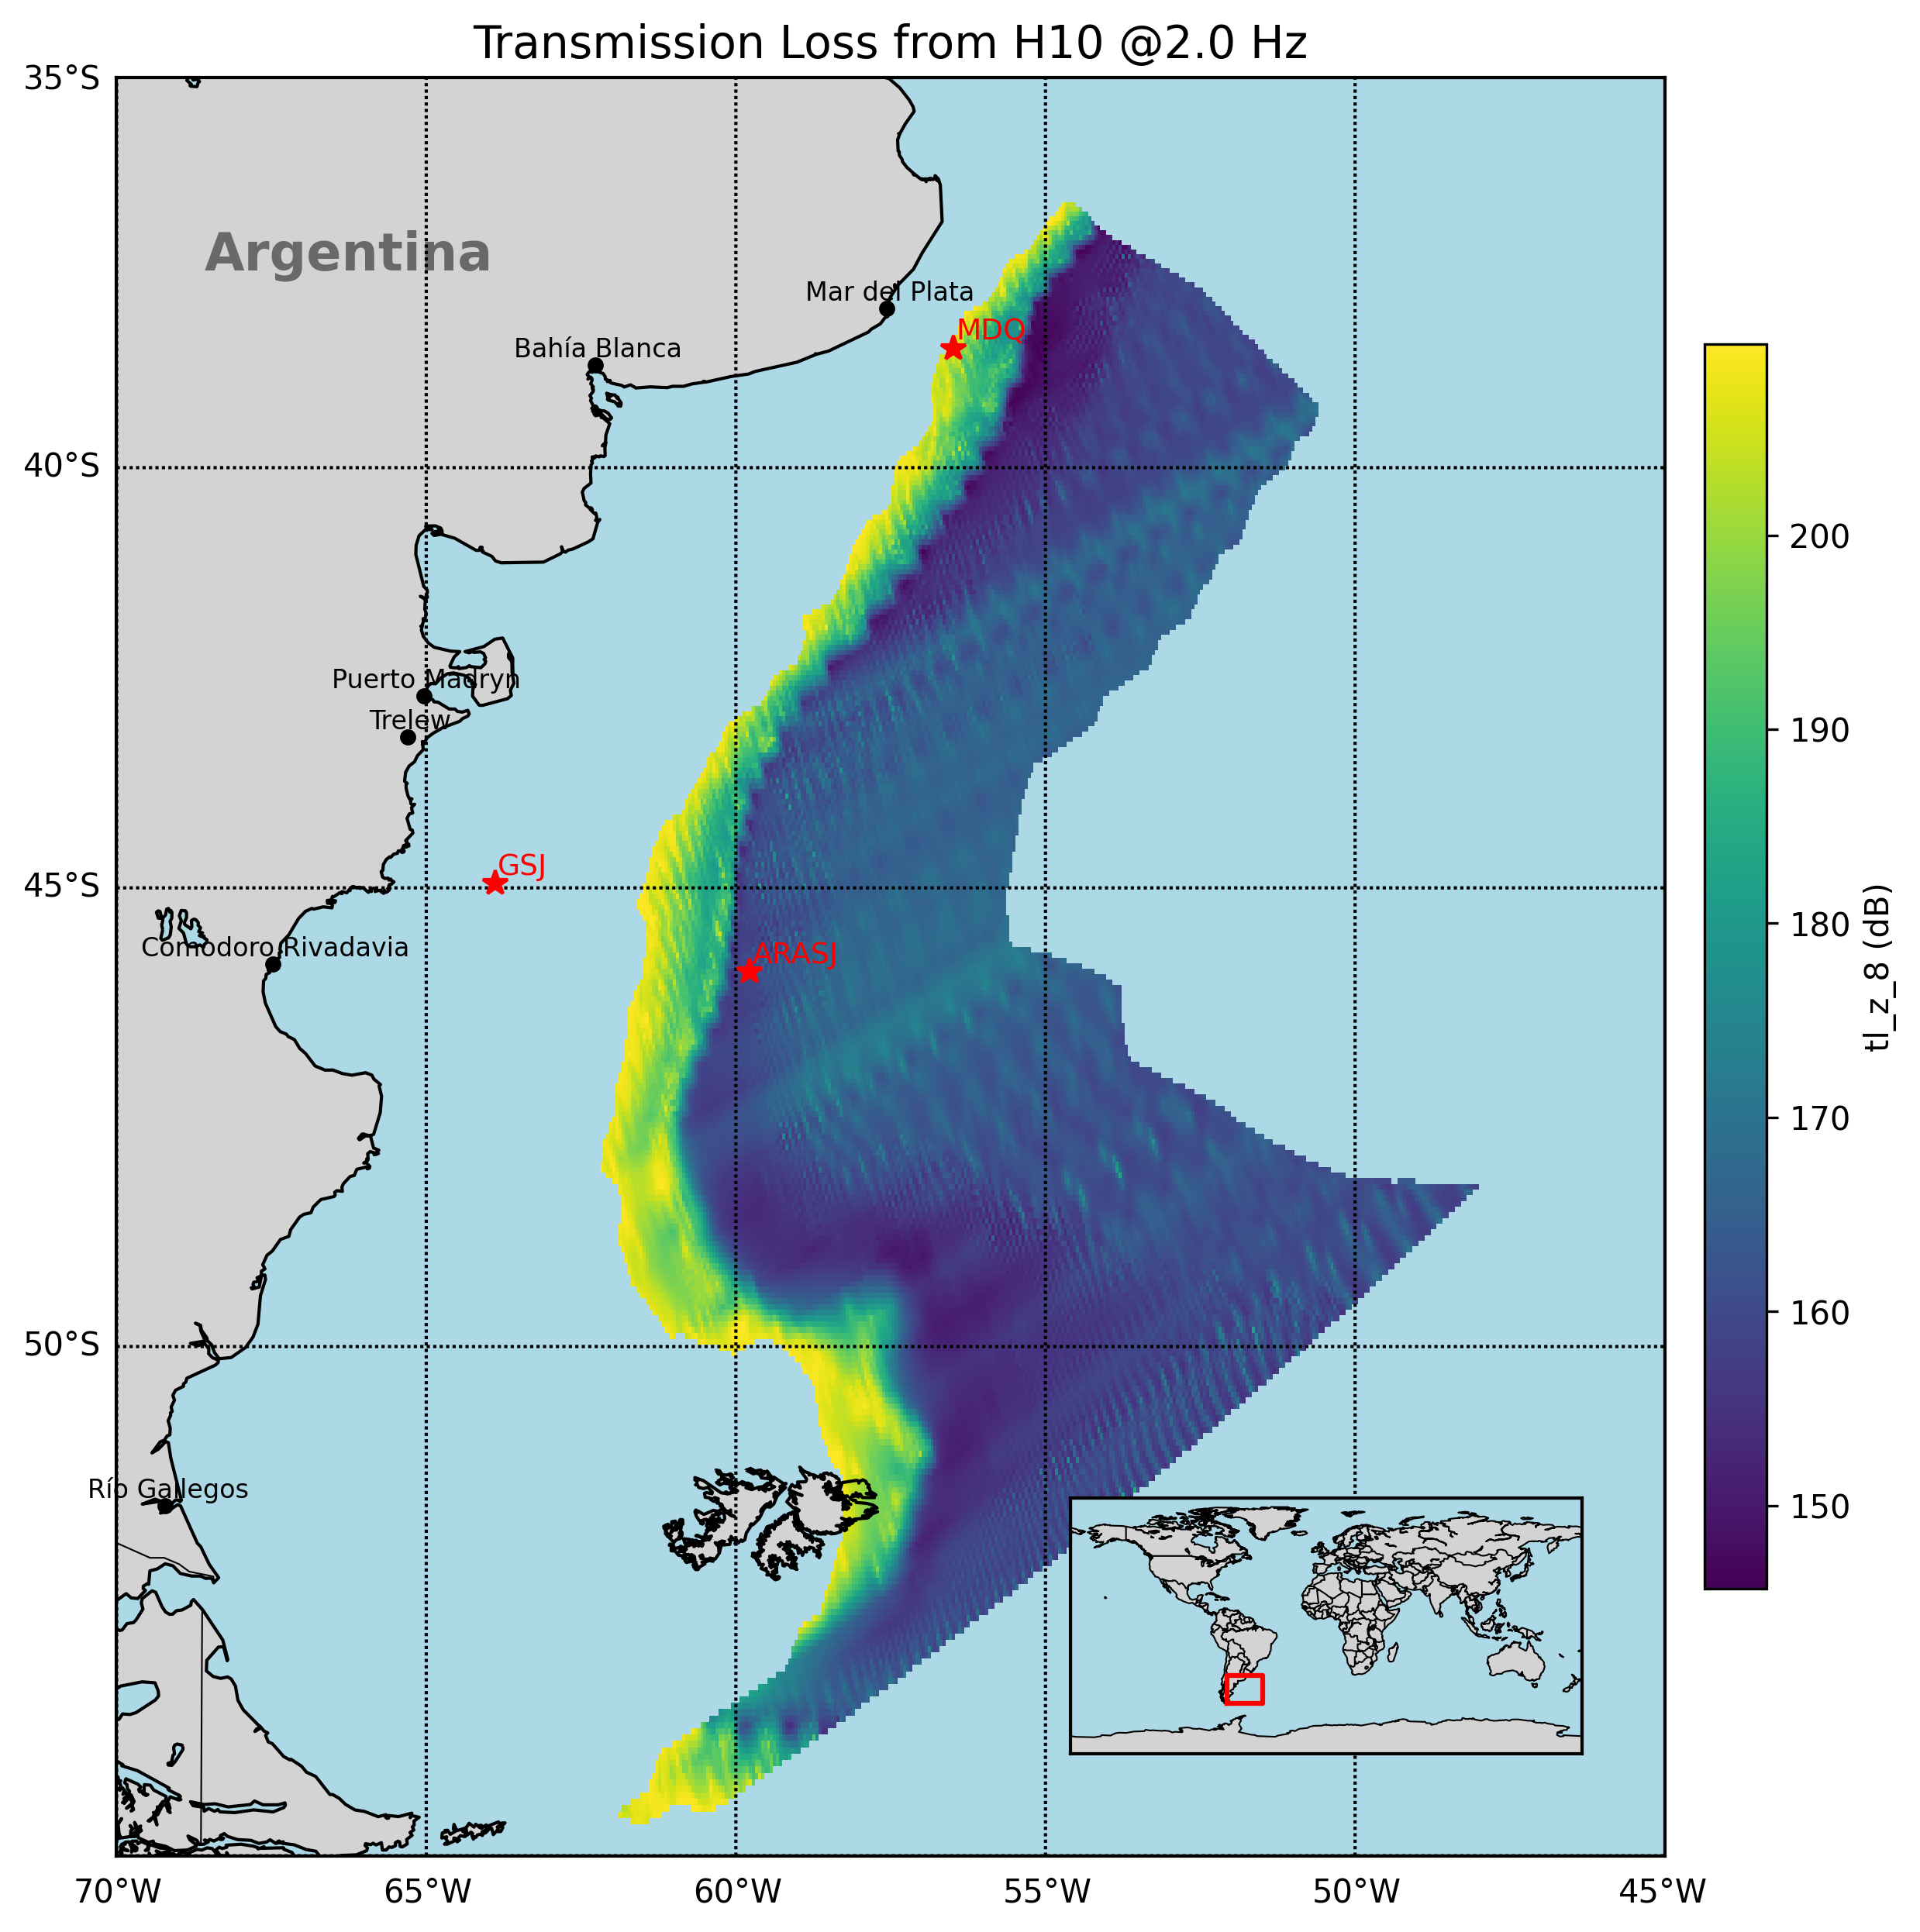 Transmission Loss from H10 @2.0 Hz
35°S
Argentina
Mar del Plata
MDQ
Bahía Blanca
40°S
200
Puerto Madryn
Trelew
190
GSJ
45°S
180
Comodoro Rivadavia
ARASJ
tl_z_8 (dB)
170
160
50°S
Río Gallegos
150
70°W
65°W
60°W
55°W
50°W
45°W